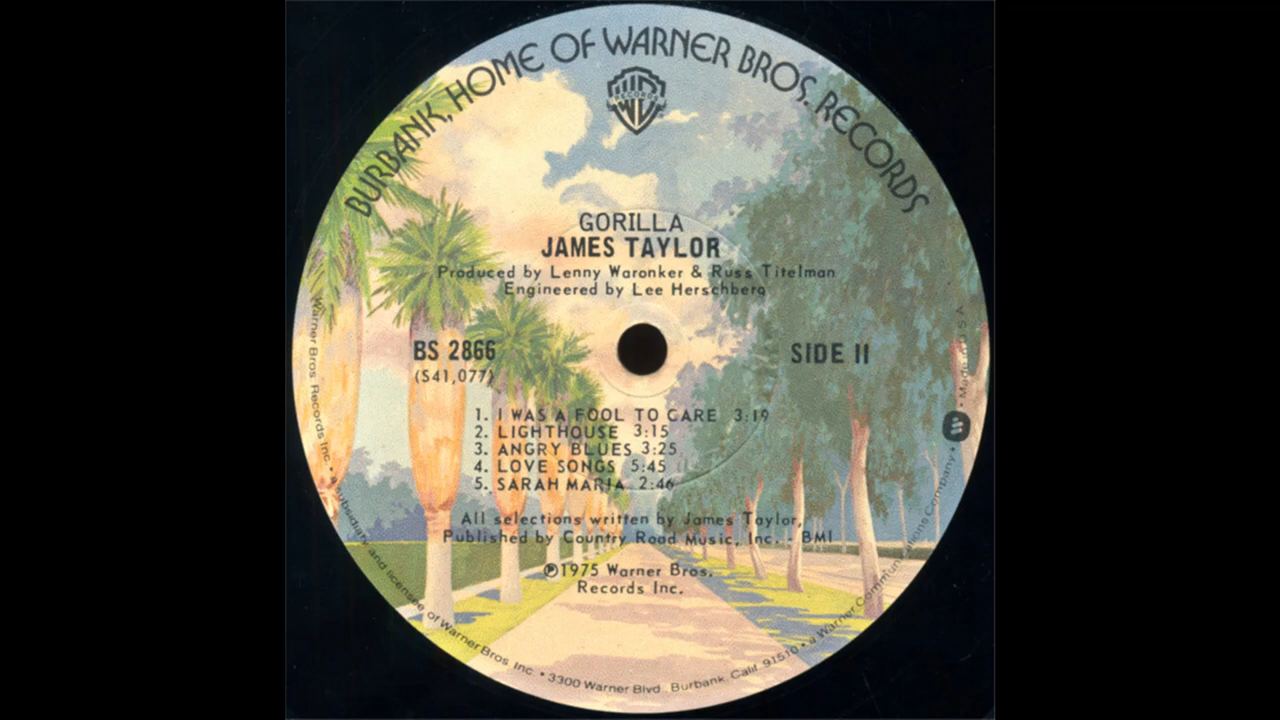 BURBANK, HOME OF WARNER BROS. RECORDS
RECORDS
GORILLA
JAMES TAYLOR
Produced by Lenny Waronker & Russ Titelman
Engineered by Lee Herschberg
BS 2866
(S41,077)
SIDE II
1. I WAS A FOOL TO CARE 3:19
2. LIGHTHOUSE 3:15
3. ANGRY BLUES 3:25
4. LOVE SONGS 5:45
5. SARAH MARIA 2:46
All selections written by James Taylor,
Published by Country Road Music, Inc. - BMI
℗1975 Warner Bros.
Records Inc.
Warner Bros. Records Inc. • a subsidiary and licensee of Warner Bros. Inc. • 3300 Warner Blvd., Burbank, Calif. 91510 • a Warner Communications Company • Made in U.S.A.